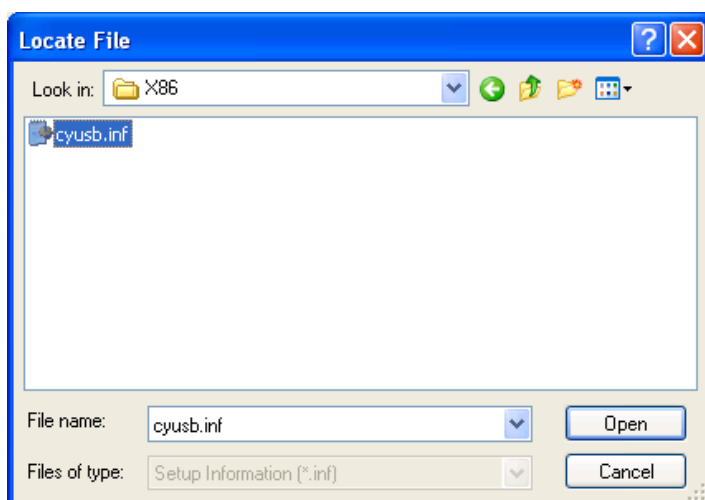 Locate File
Look in: X86
cyusb.inf
File name: cyusb.inf Open
Files of type: Setup Information (*.inf) Cancel